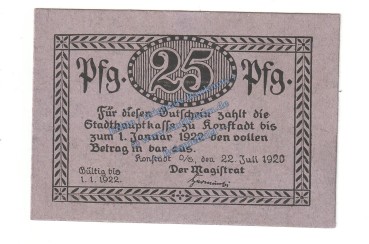 Pfg. 25 Pfg.
Für diesen Gutschein zahlt die
Stadthauptkasse zu Konstadt bis
zum 1. Januar 1922 den vollen
Betrag in bar aus.
Konstadt O/S., den 22. Juli 1920
Gültig bis
1. 1. 1922.
Der Magistrat